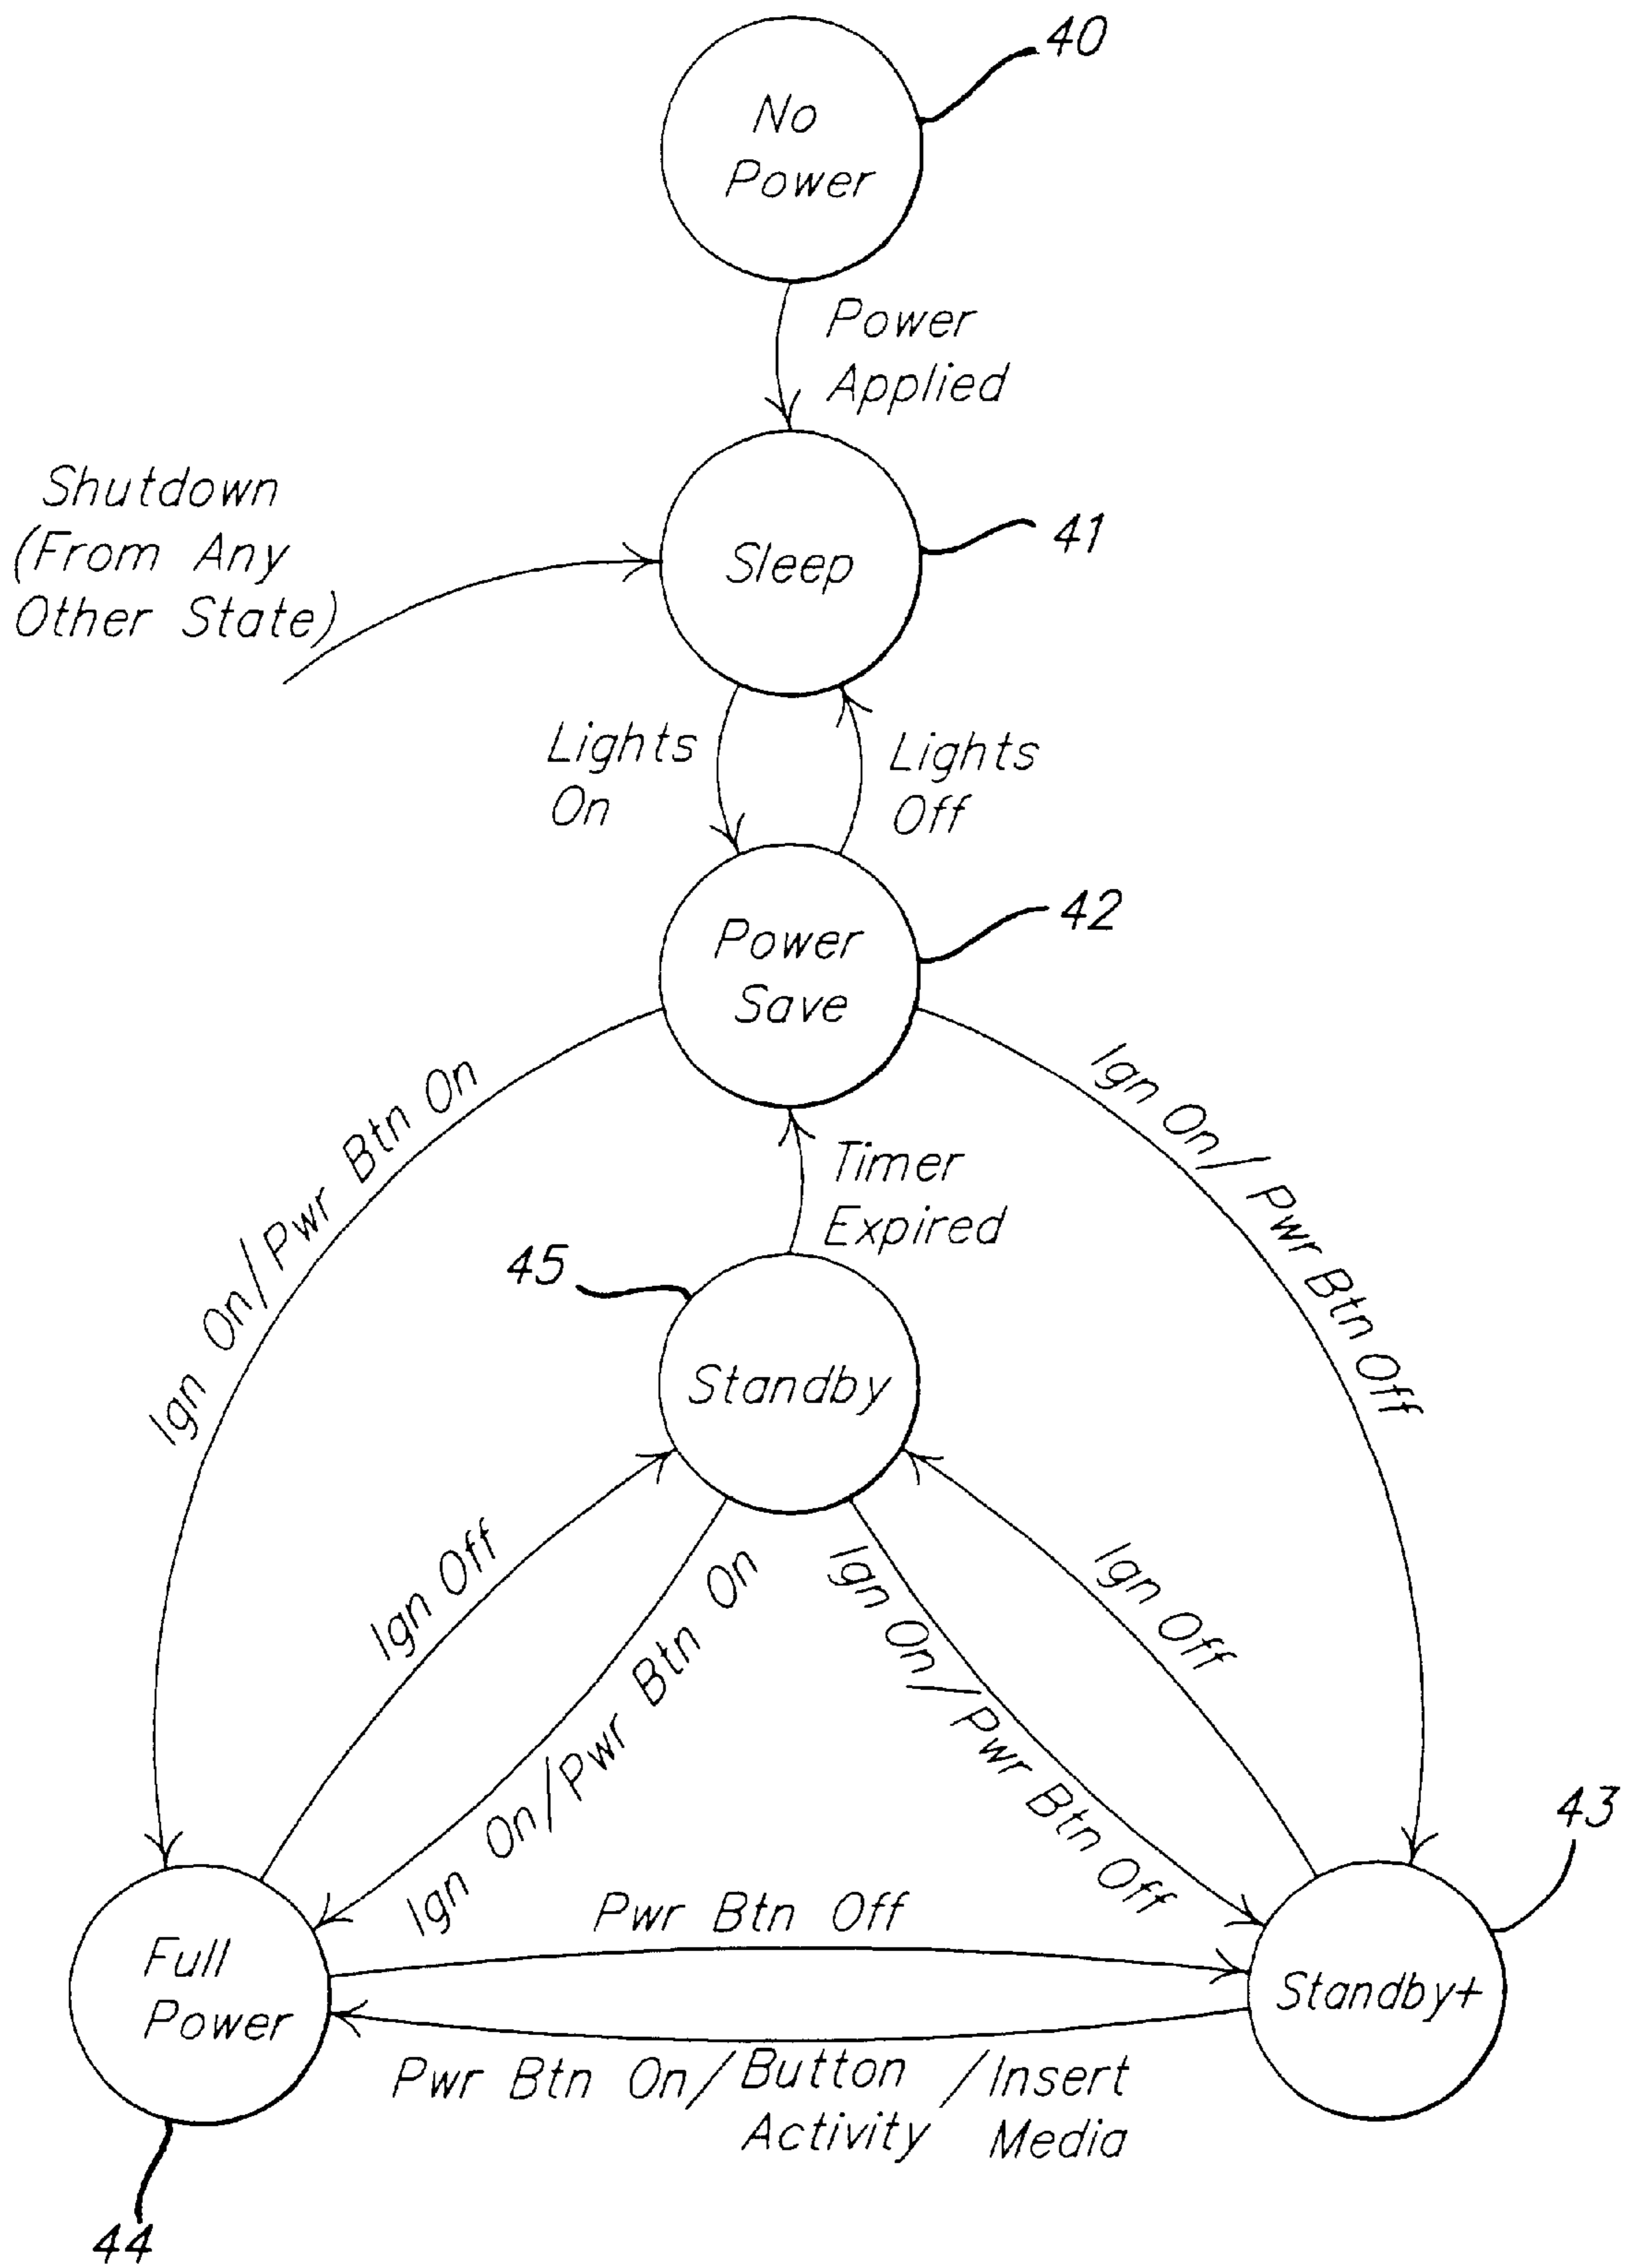 40
No
Power
Power
Applied
Shutdown
(From Any
Other State)
Sleep
41
Lights
On
Lights
Off
42
Power
Save
Ign On/Pwr Btn On
Ign On/Pwr Btn Off
Timer
Expired
45
Standby
Ign Off
Ign On/Pwr Btn On
Ign On/Pwr Btn Off
Ign Off
43
Pwr Btn Off
Full
Power
Standby+
Pwr Btn On/Button /Insert
Activity Media
44